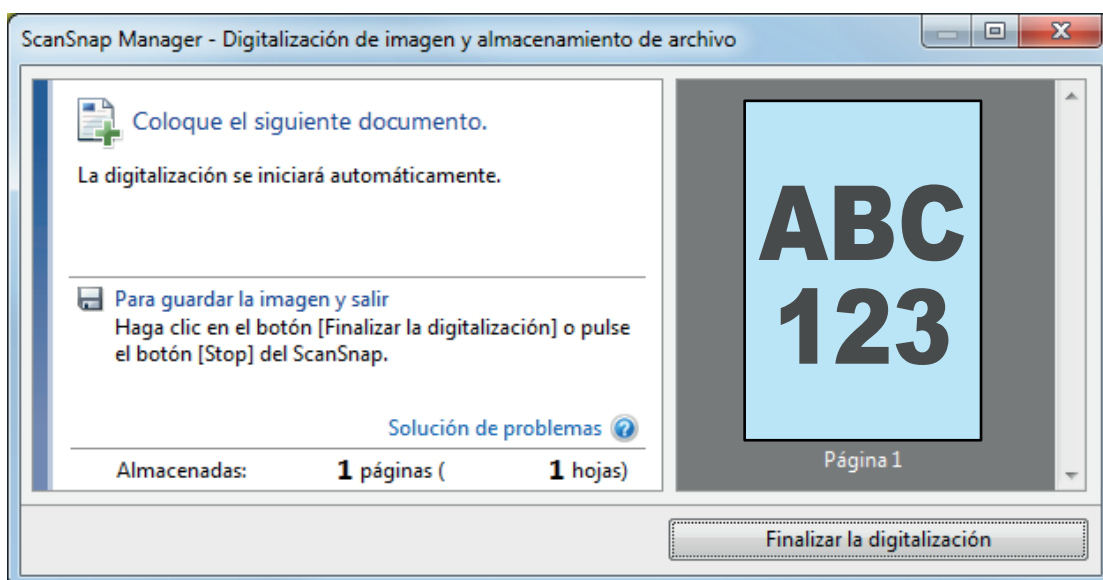 ScanSnap Manager - Digitalización de imagen y almacenamiento de archivo
Coloque el siguiente documento.
La digitalización se iniciará automáticamente.
Para guardar la imagen y salir
Haga clic en el botón [Finalizar la digitalización] o pulse
el botón [Stop] del ScanSnap.
Solución de problemas
Almacenadas: 1 páginas ( 1 hojas)
ABC
123
Página 1
Finalizar la digitalización